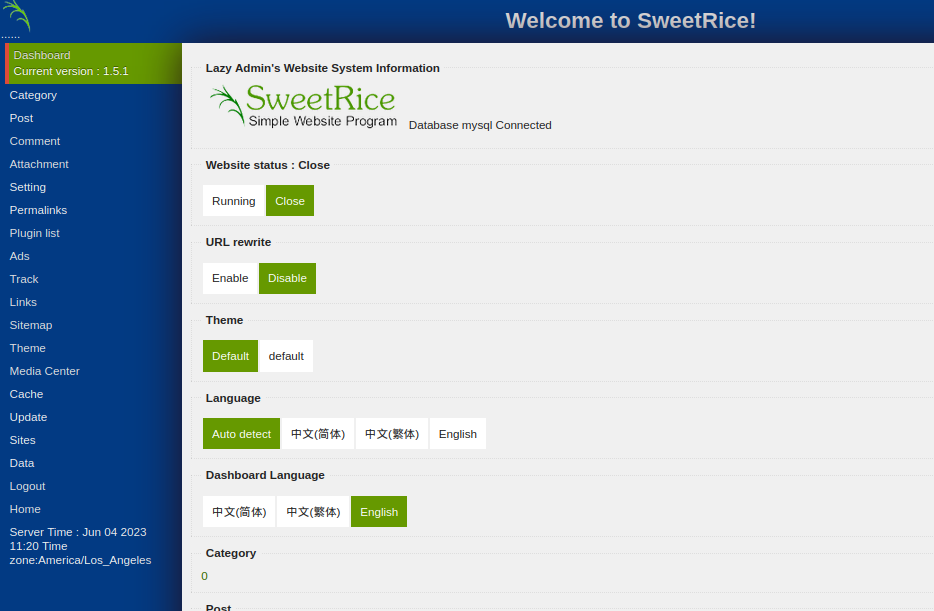 Welcome to SweetRice!
......
Dashboard
Current version : 1.5.1
Category
Post
Comment
Attachment
Setting
Permalinks
Plugin list
Ads
Track
Links
Sitemap
Theme
Media Center
Cache
Update
Sites
Data
Logout
Home
Server Time : Jun 04 2023
11:20 Time
zone:America/Los_Angeles
Lazy Admin's Website System Information
SweetRice
Simple Website Program
Database mysql Connected
Website status : Close
Running Close
URL rewrite
Enable Disable
Theme
Default default
Language
Auto detect 中文(简体) 中文(繁体) English
Dashboard Language
中文(简体) 中文(繁体) English
Category
0
Post